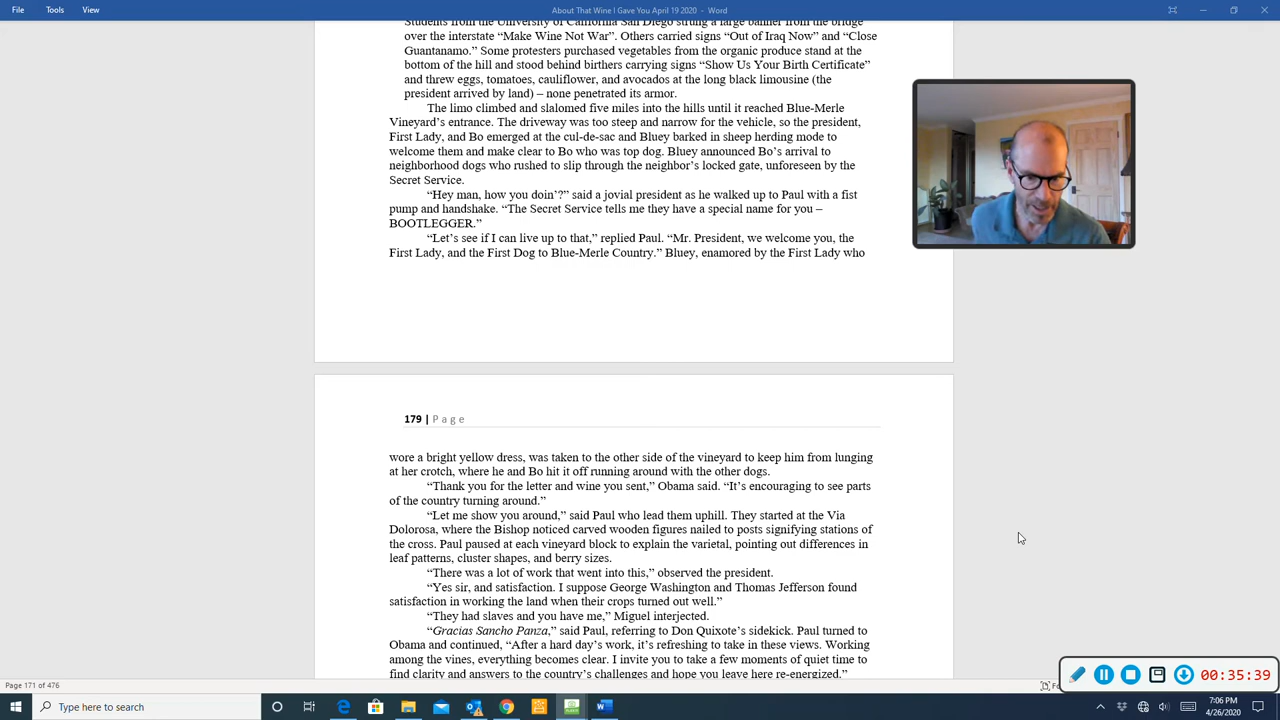 File Tools View About That Wine I Gave You April 19 2020 - Word
Students from the University of California San Diego strung a large banner from the bridge
over the interstate “Make Wine Not War”. Others carried signs “Out of Iraq Now” and “Close
Guantanamo.” Some protesters purchased vegetables from the organic produce stand at the
bottom of the hill and stood behind birthers carrying signs “Show Us Your Birth Certificate”
and threw eggs, tomatoes, cauliflower, and avocados at the long black limousine (the
president arrived by land) – none penetrated its armor.
The limo climbed and slalomed five miles into the hills until it reached Blue-Merle
Vineyard’s entrance. The driveway was too steep and narrow for the vehicle, so the president,
First Lady, and Bo emerged at the cul-de-sac and Bluey barked in sheep herding mode to
welcome them and make clear to Bo who was top dog. Bluey announced Bo’s arrival to
neighborhood dogs who rushed to slip through the neighbor’s locked gate, unforeseen by the
Secret Service.
“Hey man, how you doin’?” said a jovial president as he walked up to Paul with a fist
pump and handshake. “The Secret Service tells me they have a special name for you –
BOOTLEGGER.”
“Let’s see if I can live up to that,” replied Paul. “Mr. President, we welcome you, the
First Lady, and the First Dog to Blue-Merle Country.” Bluey, enamored by the First Lady who
179 | Page
wore a bright yellow dress, was taken to the other side of the vineyard to keep him from lunging
at her crotch, where he and Bo hit it off running around with the other dogs.
“Thank you for the letter and wine you sent,” Obama said. “It’s encouraging to see parts
of the country turning around.”
“Let me show you around,” said Paul who lead them uphill. They started at the Via
Dolorosa, where the Bishop noticed carved wooden figures nailed to posts signifying stations of
the cross. Paul paused at each vineyard block to explain the varietal, pointing out differences in
leaf patterns, cluster shapes, and berry sizes.
“There was a lot of work that went into this,” observed the president.
“Yes sir, and satisfaction. I suppose George Washington and Thomas Jefferson found
satisfaction in working the land when their crops turned out well.”
“They had slaves and you have me,” Miguel interjected.
“Gracias Sancho Panza,” said Paul, referring to Don Quixote’s sidekick. Paul turned to
Obama and continued, “After a hard day’s work, it’s refreshing to take in these views. Working
among the vines, everything becomes clear. I invite you to take a few moments of quiet time to
find clarity and answers to the country’s challenges and hope you leave here re-energized.”
00:35:39
Page 171 of 476
Type here to search
7:06 PM
4/26/2020